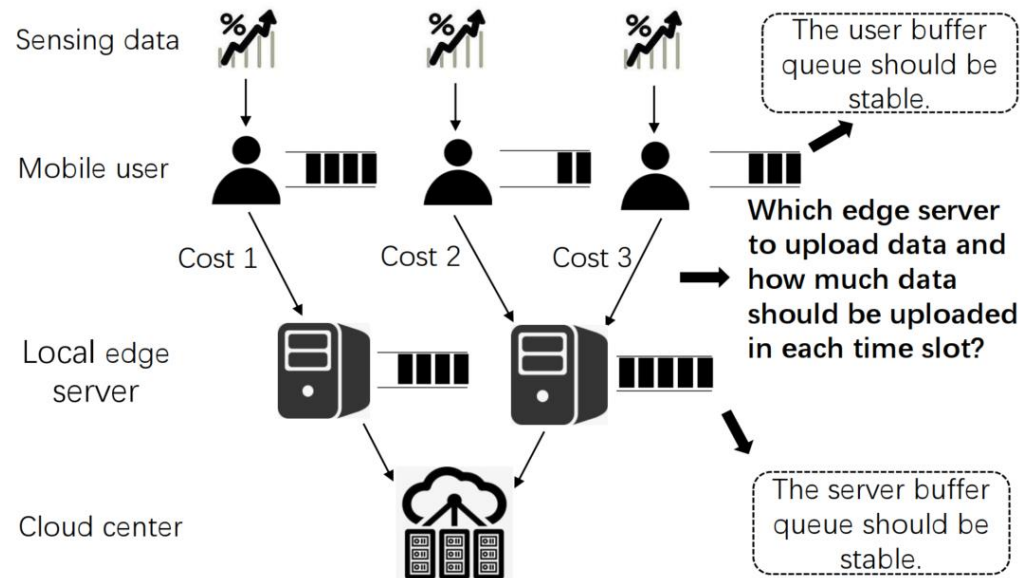 Sensing data
%
%
%
The user buffer
queue should be
stable.
Mobile user
Which edge server
to upload data and
how much data
should be uploaded
in each time slot?
Cost 1
Cost 2
Cost 3
Local edge
server
The server buffer
queue should be
stable.
Cloud center